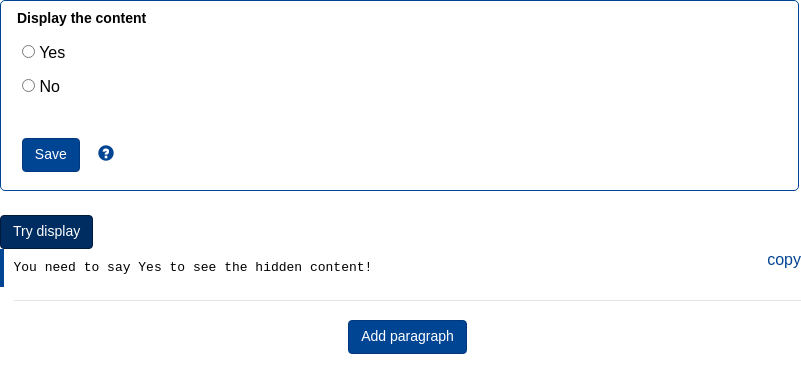 Display the content
Yes
No
Save
Try display
copy
You need to say Yes to see the hidden content!
Add paragraph